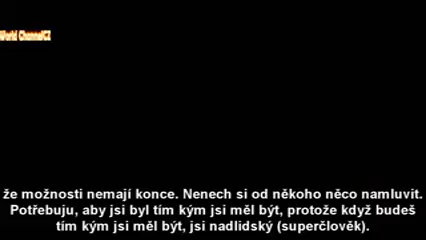 World ChannelCZ
že možnosti nemají konce. Nenech si od někoho něco namluvit.
Potřebuju, aby jsi byl tím kým jsi měl být, protože když budeš
tím kým jsi měl být, jsi nadlidský (superčlověk).